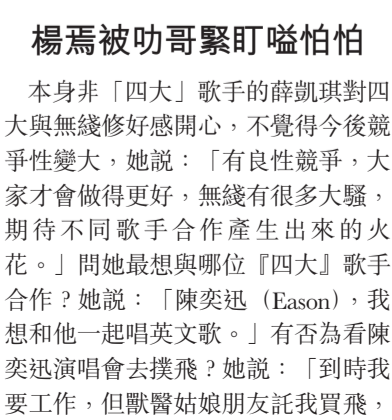 楊焉被叻哥緊盯嗌怕怕
本身非「四大」歌手的薛凱琪對四
大與無綫修好感開心，不覺得今後競
爭性變大，她説：「有良性競爭，大
家才會做得更好，無綫有很多大騷，
期待不同歌手合作產生出來的火
花。」問她最想與哪位『四大』歌手
合作？她説：「陳奕迅（Eason），我
想和他一起唱英文歌。」有否為看陳
奕迅演唱會去撲飛？她説：「到時我
要工作，但獸醫姑娘朋友託我買飛，